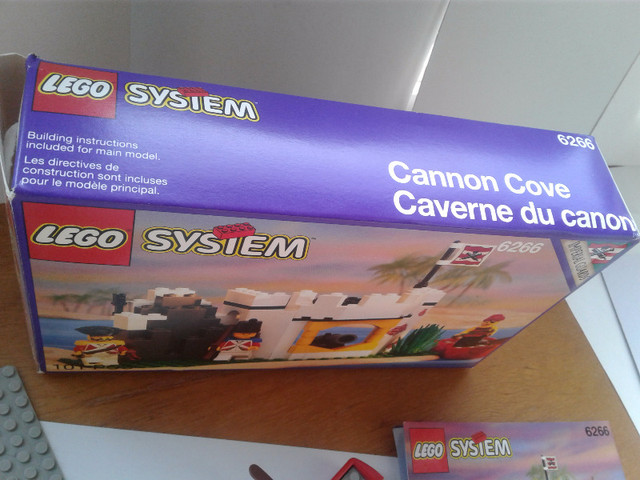 LEGO SYSTEM
6266
Building instructions
included for main model.
Les directives de
construction sont incluses
pour le modèle principal.
Cannon Cove
Caverne du canon
LEGO SYSTEM
6266
LEGO SYSTEM
6266